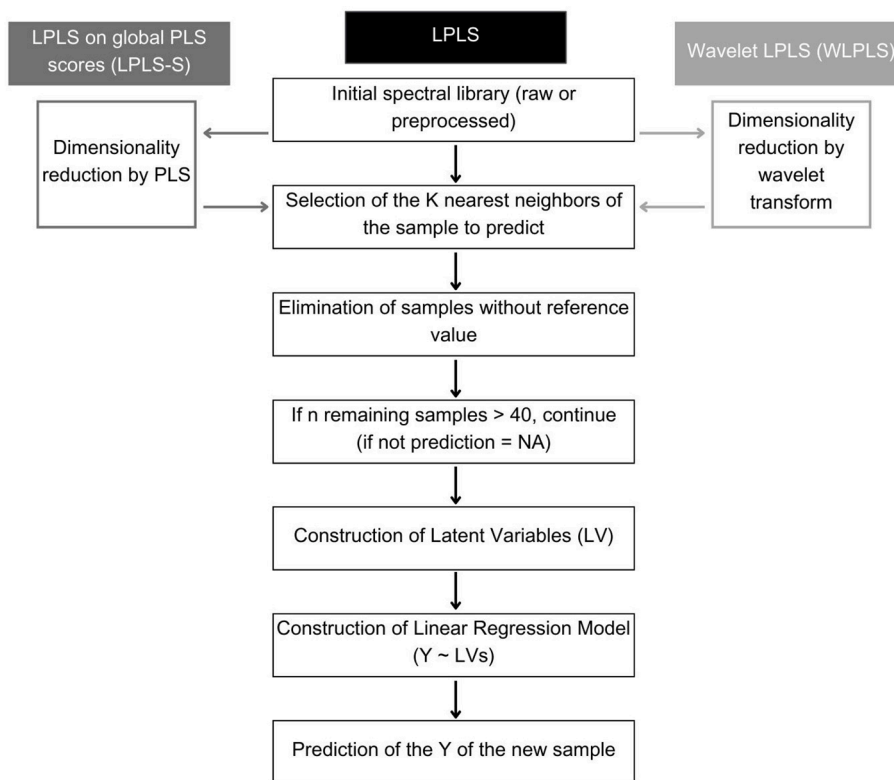 LPLS on global PLS
scores (LPLS-S)
LPLS
Wavelet LPLS (WLPLS)
Initial spectral library (raw or
preprocessed)
Dimensionality
reduction by PLS
Dimensionality
reduction by
wavelet
transform
Selection of the K nearest neighbors of
the sample to predict
Elimination of samples without reference
value
If n remaining samples > 40, continue
(if not prediction = NA)
Construction of Latent Variables (LV)
Construction of Linear Regression Model
(Y ~ LVs)
Prediction of the Y of the new sample